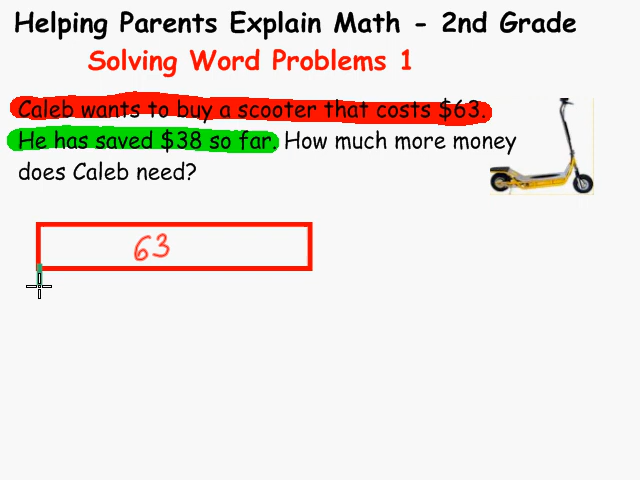 Helping Parents Explain Math - 2nd Grade
Solving Word Problems 1
Caleb wants to buy a scooter that costs $63.
He has saved $38 so far. How much more money
does Caleb need?
63